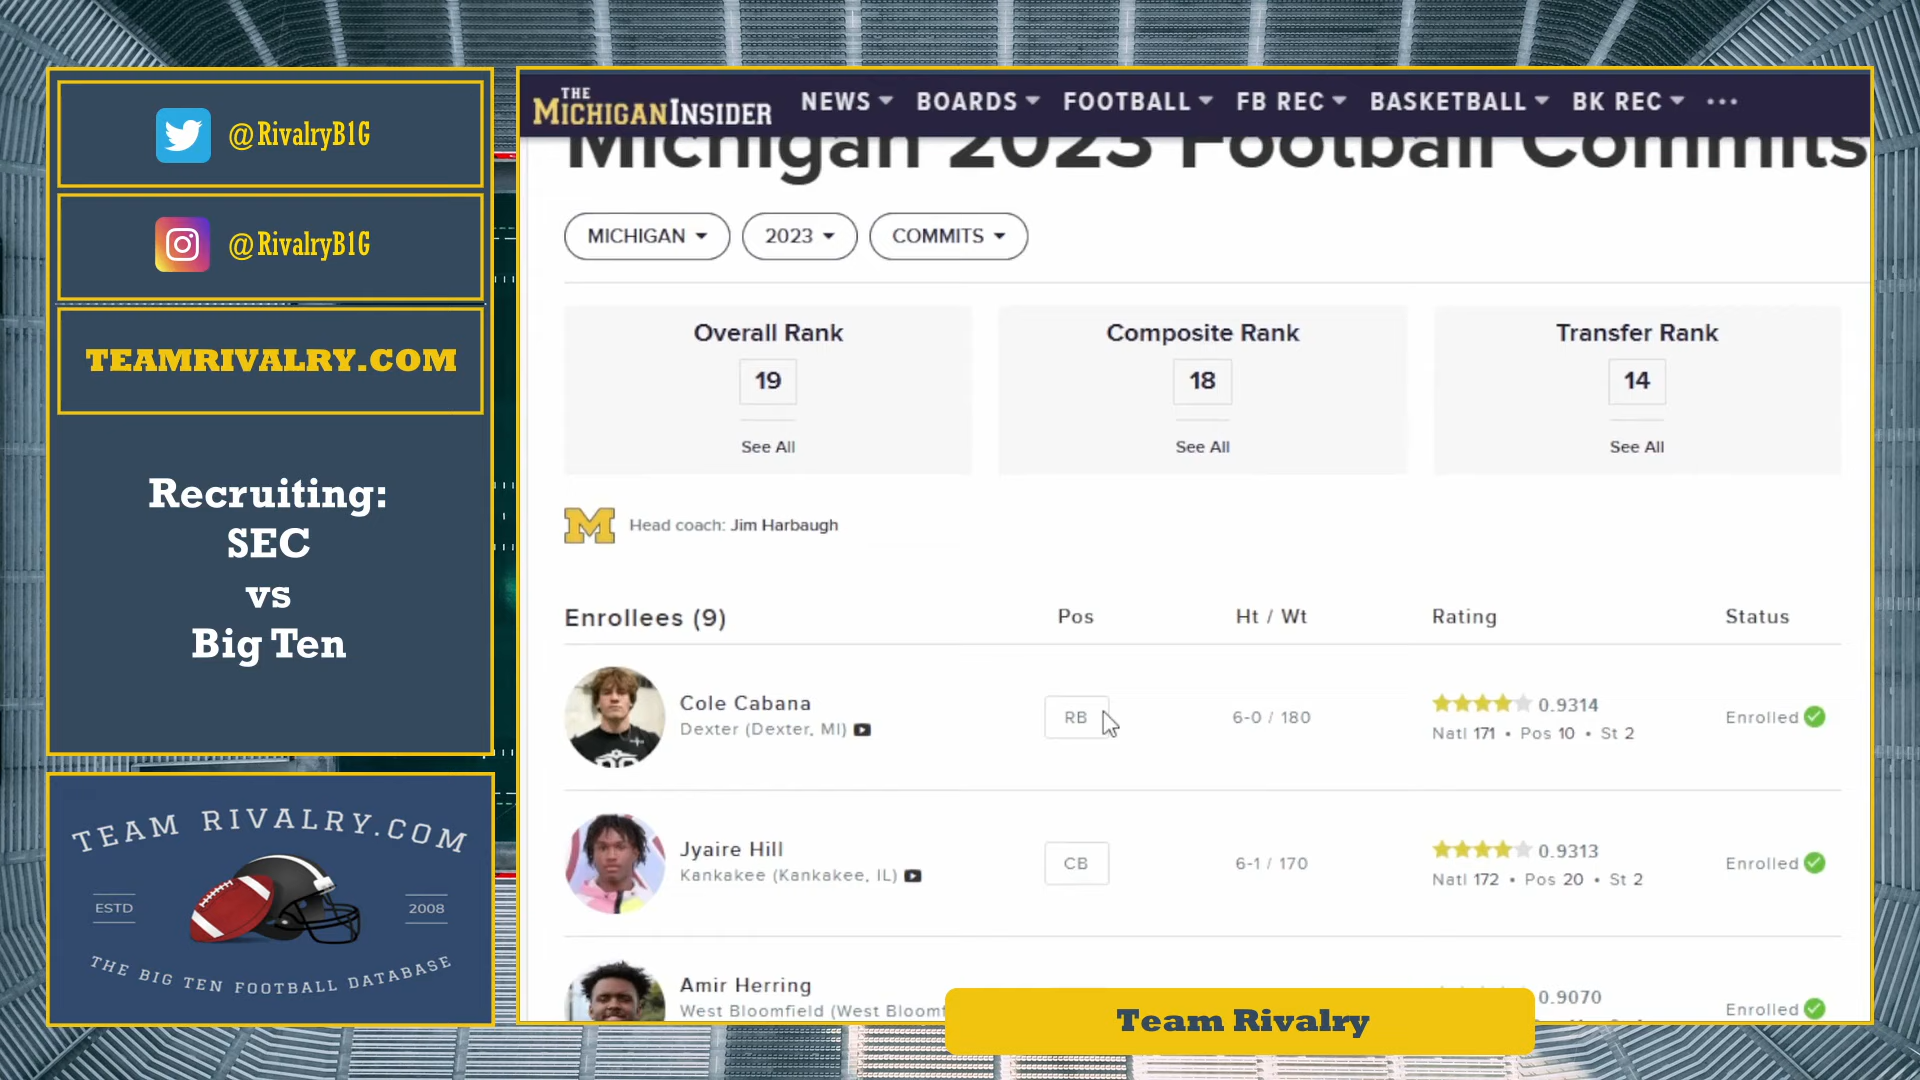 @RivalryB1G
@RivalryB1G
TEAMRIVALRY.COM
Recruiting:
SEC
vs
Big Ten
TEAM RIVALRY.COM
ESTD
2008
THE BIG TEN FOOTBALL DATABASE
THE
MICHIGANINSIDER
NEWS BOARDS FOOTBALL FB REC BASKETBALL BK REC •••
Michigan 2023 Football Commits
MICHIGAN 2023 COMMITS
Overall Rank Composite Rank Transfer Rank
19 18 14
See All See All See All
M Head coach: Jim Harbaugh
Enrollees (9) Pos Ht / Wt Rating Status
Cole Cabana
Dexter (Dexter, MI)
RB 6-0 / 180
0.9314
Natl 171 • Pos 10 • St 2
Enrolled
Jyaire Hill
Kankakee (Kankakee, IL)
CB 6-1 / 170
0.9313
Natl 172 • Pos 20 • St 2
Enrolled
Amir Herring
West Bloomfield (West Bloomf
0.9070
Enrolled
Team Rivalry